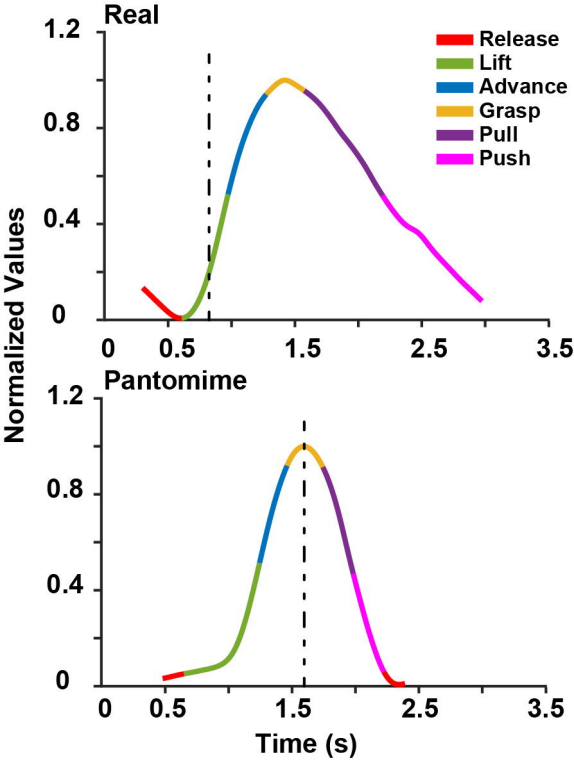 Real
1.2
0.8
0.4
0
0 0.5 1.5 2.5 3.5
Release
Lift
Advance
Grasp
Pull
Push
Normalized Values
Pantomime
1.2
0.8
0.4
0
0 0.5 1.5 2.5 3.5
Time (s)